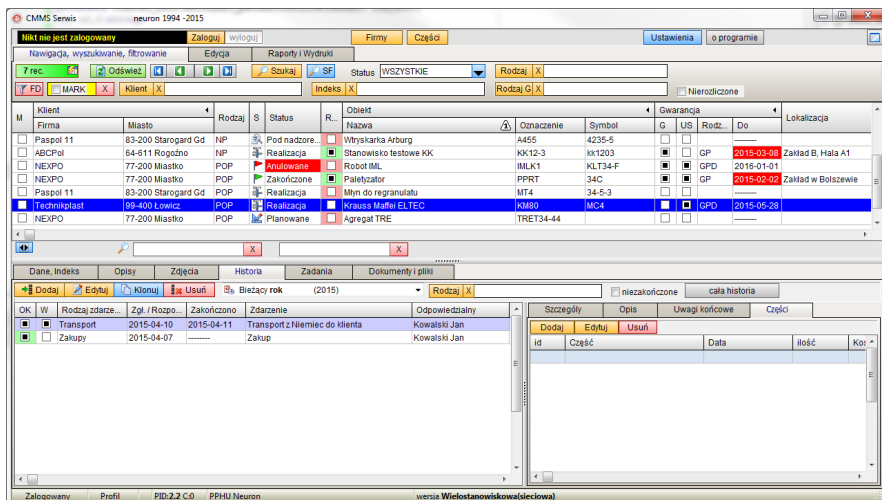 CMMS Serwis neuron 1994 -2015
Nikt nie jest zalogowany Zaloguj wyloguj Firmy Części Ustawienia o programie
Nawigacja, wyszukiwanie, filtrowanie Edycja Raporty i Wydruki
7 rec. Odśwież Szukaj SF Status WSZYSTKIE Rodzaj X
FD MARK X Klient X Indeks X Rodzaj G X Nierozliczone
M Klient Rodzaj S Status R... Obiekt Gwarancja Lokalizacja
Firma Miasto Nazwa Oznaczenie Symbol G US Rodz... Do
Paspol 11 83-200 Starogard Gd NP Pod nadzore... Wtryskarka Arburg A455 4235-5 --------
ABCPol 64-611 Rogoźno NP Realizacja Stanowisko testowe KK KK12-3 kk1203 GP 2015-03-08 Zakład B, Hala A1
NEXPO 77-200 Miastko POP Anulowane Robot IML IMLK1 KLT34-F GPD 2016-01-01
NEXPO 77-200 Miastko POP Zakończone Paletyzator PPRT 34C GP 2015-02-02 Zakład w Bolszewie
Paspol 11 83-200 Starogard Gd POP Realizacja Młyn do regranulatu MT4 34-5-3 --------
Technikplast 99-400 Łowicz POP Realizacja Krauss Maffei ELTEC KM80 MC4 GPD 2015-05-28
NEXPO 77-200 Miastko POP Planowane Agregat TRE TRET34-44 --------
X X
Dane, Indeks Opisy Zdjęcia Historia Zadania Dokumenty i pliki
Dodaj Edytuj Klonuj Usuń Bieżący rok (2015) Rodzaj X niezakończone cała historia
OK W Rodzaj zdarze... Zgł. / Rozpo... Zakończono Zdarzenie Odpowiedzialny
Transport 2015-04-10 2015-04-11 Transport z Niemiec do klienta Kowalski Jan
Zakupy 2015-04-07 -------- Zakup Kowalski Jan
Szczegóły Opis Uwagi końcowe Części
Dodaj Edytuj Usuń
id Część Data ilość Kos
Zalogowany Profil PID:2.2 C:0 PPHU Neuron wersja Wielostanowiskowa(sieciowa)